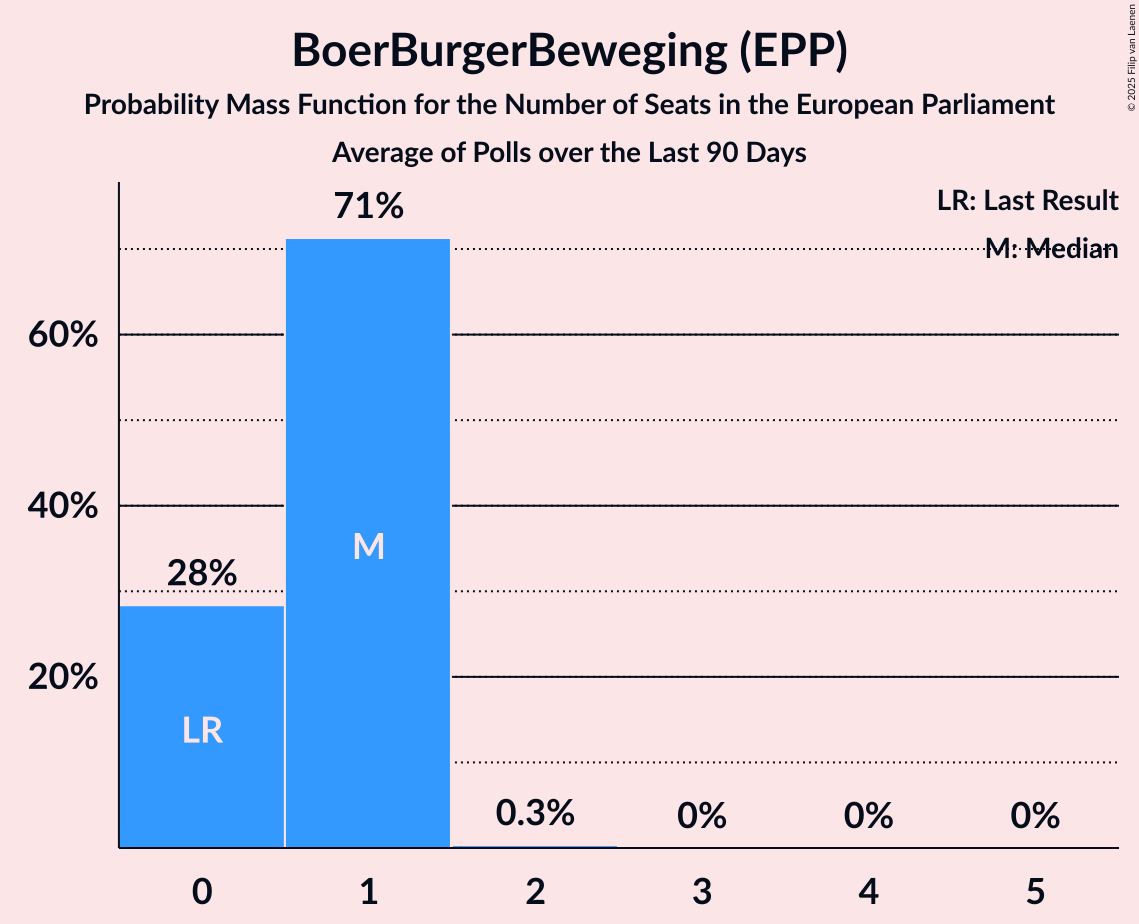 BoerBurgerBeweging (EPP)
Probability Mass Function for the Number of Seats in the European Parliament
Average of Polls over the Last 90 Days
© 2025 Filip van Laenen
LR: Last Result
M: Median
71%
60%
40%
28%
20%
M
LR
0.3%
0%
0%
0%
0
1
2
3
4
5